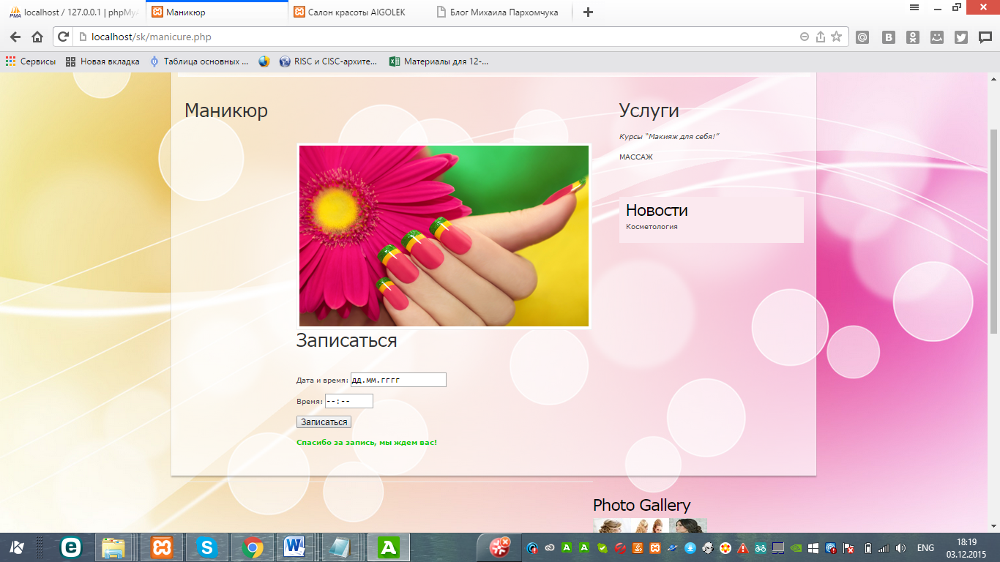 localhost / 127.0.0.1 | phpMyA
Маникюр
Салон красоты AIGOLEK
Блог Михаила Пархомчука
localhost/sk/manicure.php
Сервисы
Новая вкладка
Таблица основных ...
RISC и CISC-архите...
Материалы для 12-...
Маникюр
Услуги
Курсы "Макияж для себя!"
МАССАЖ
Новости
Косметология
Записаться
Дата и время: дд.мм.гггг
Время: --:--
Записаться
Спасибо за запись, мы ждем вас!
Photo Gallery
ENG
18:19
03.12.2015